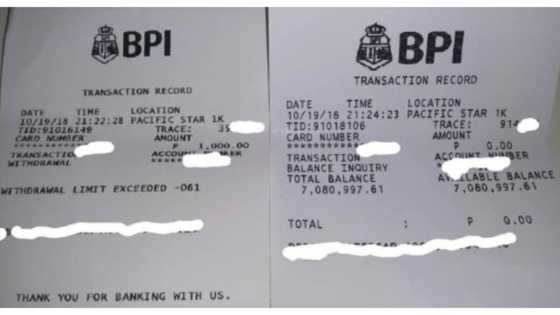 BPI
TRANSACTION RECORD
DATE TIME LOCATION
10/19/18 21:22:28 PACIFIC STAR 1K
TID:91016149 TRACE:
CARD NUMBER AMOUNT
P 1,000.00
TRANSACTION ACCOUNT NUMBER
WITHDRAWAL
WITHDRAWAL LIMIT EXCEEDED -061
THANK YOU FOR BANKING WITH US.
BPI
TRANSACTION RECORD
DATE TIME LOCATION
10/19/18 21:24:23 PACIFIC STAR 1K
TID:91018106 TRACE: 914
CARD NUMBER AMOUNT
************ P 0.00
TRANSACTION ACCOUNT NUMBER
BALANCE INQUIRY
TOTAL BALANCE AVAILABLE BALANCE
7,080,997.61 7,080,997.61
TOTAL : P 0.00